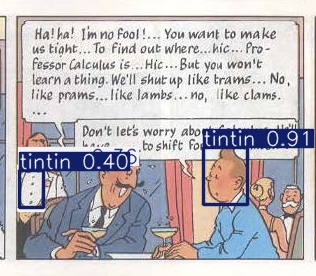 Ha! ha! I'm no fool!... You want to make
us tight... To find out where...hic... Pro-
fessor Calculus is...Hic... But you won't
learn a thing. We'll shut up like trams... No,
like prams...like lambs...no, like clams.
...
Don't let's worry
to shift
tintin 0.40
tintin 0.91